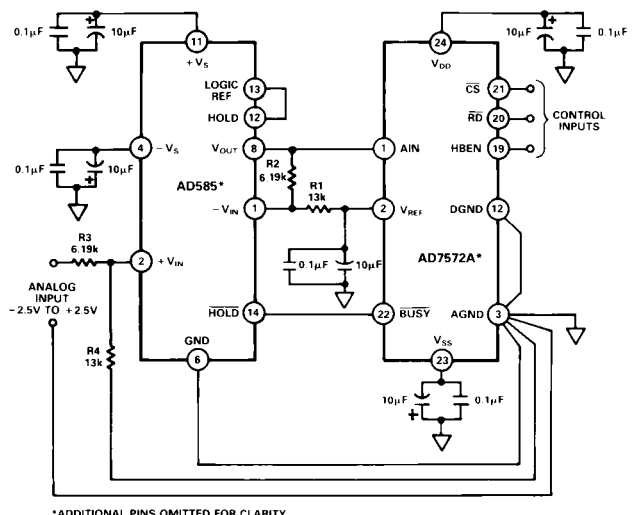 0.1µF
10µF
+
11
+VS
LOGIC REF
13
HOLD
12
VOUT
8
4
−VS
0.1µF
10µF
+
AD585*
R2
6.19k
R1
13k
−VIN
1
R3
6.19k
2
+VIN
ANALOG
INPUT
−2.5V TO +2.5V
R4
13k
HOLD
14
GND
6
0.1µF
10µF
+
10µF
0.1µF
24
VDD
CS
21
RD
20
HBEN
19
CONTROL
INPUTS
1
AIN
2
VREF
DGND
12
AD7572A*
22
BUSY
AGND
3
VSS
23
10µF
+
0.1µF
*ADDITIONAL PINS OMITTED FOR CLARITY